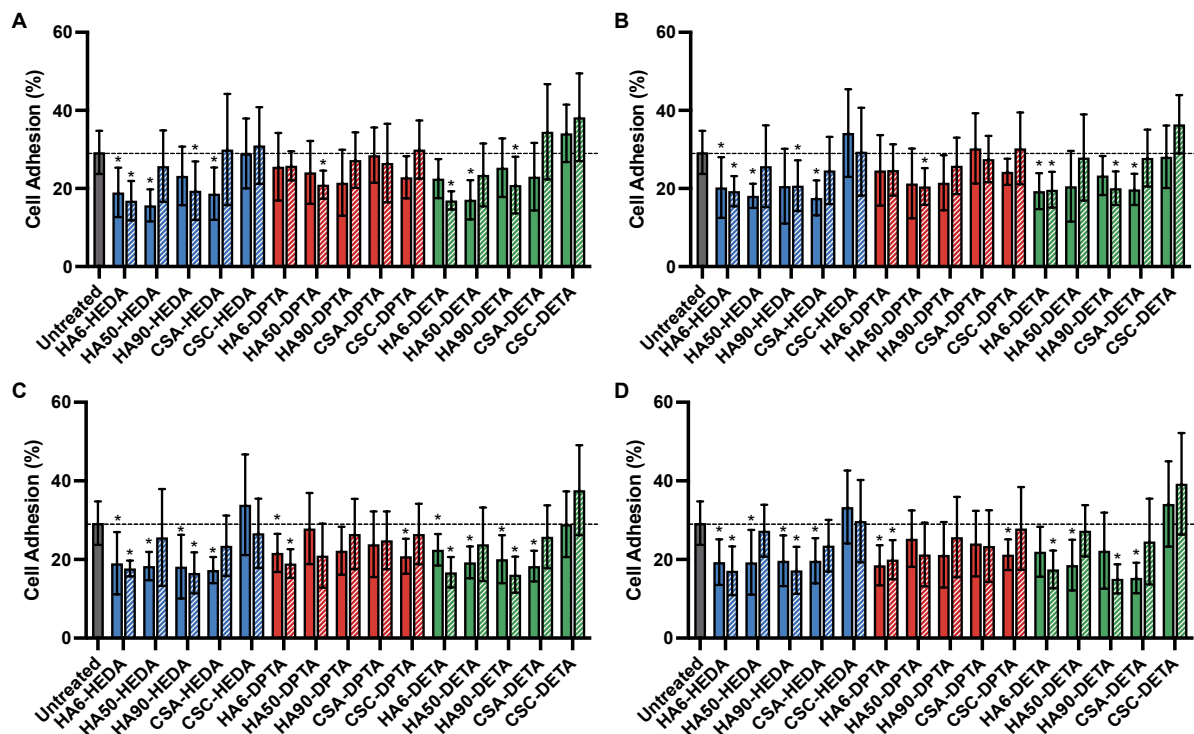 A
60
40
20
0
Cell Adhesion (%)
* * * * * * * * * *
Untreated
HA6-HEDA
HA50-HEDA
HA90-HEDA
CSA-HEDA
CSC-HEDA
HA6-DPTA
HA50-DPTA
HA90-DPTA
CSA-DPTA
CSC-DPTA
HA6-DETA
HA50-DETA
HA90-DETA
CSA-DETA
CSC-DETA
B
60
40
20
0
Cell Adhesion (%)
* * * * * * * * * *
Untreated
HA6-HEDA
HA50-HEDA
HA90-HEDA
CSA-HEDA
CSC-HEDA
HA6-DPTA
HA50-DPTA
HA90-DPTA
CSA-DPTA
CSC-DPTA
HA6-DETA
HA50-DETA
HA90-DETA
CSA-DETA
CSC-DETA
C
60
40
20
0
Cell Adhesion (%)
* * * * * * * * * * * * * * *
Untreated
HA6-HEDA
HA50-HEDA
HA90-HEDA
CSA-HEDA
CSC-HEDA
HA6-DPTA
HA50-DPTA
HA90-DPTA
CSA-DPTA
CSC-DPTA
HA6-DETA
HA50-DETA
HA90-DETA
CSA-DETA
CSC-DETA
D
60
40
20
0
Cell Adhesion (%)
* * * * * * * * * * * * *
Untreated
HA6-HEDA
HA50-HEDA
HA90-HEDA
CSA-HEDA
CSC-HEDA
HA6-DPTA
HA50-DPTA
HA90-DPTA
CSA-DPTA
CSC-DPTA
HA6-DETA
HA50-DETA
HA90-DETA
CSA-DETA
CSC-DETA